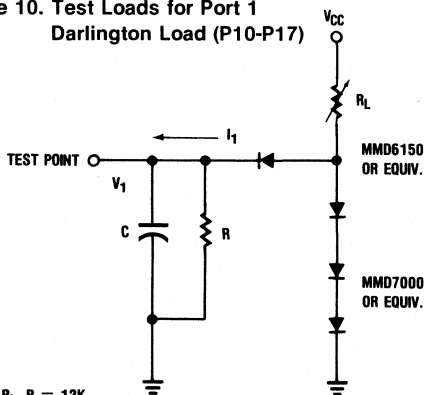 e 10. Test Loads for Port 1
Darlington Load (P10-P17)
VCC
RL
I1
TEST POINT
V1
MMD6150
OR EQUIV.
C
R
MMD7000
OR EQUIV.
R = 12K